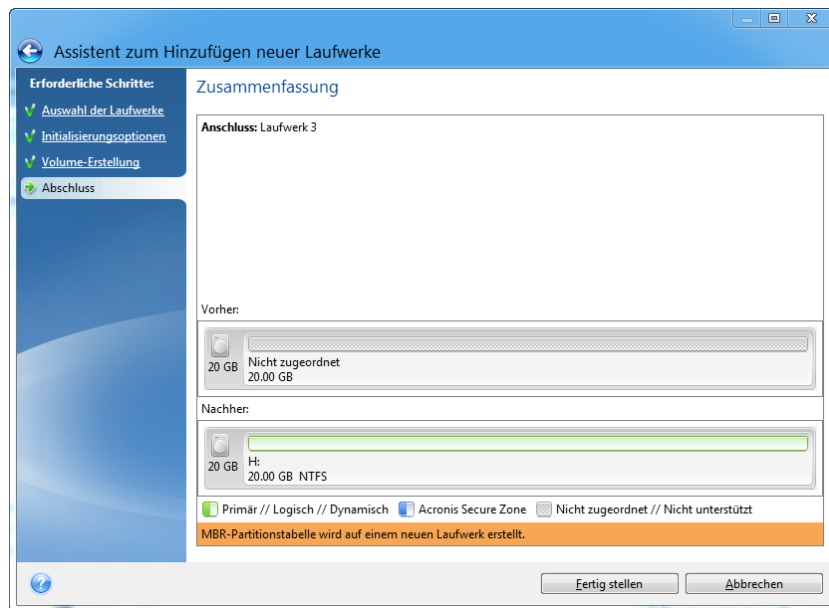 Assistent zum Hinzufügen neuer Laufwerke
Erforderliche Schritte:
Auswahl der Laufwerke
Initialisierungsoptionen
Volume-Erstellung
Abschluss
Zusammenfassung
Anschluss: Laufwerk 3
Vorher:
20 GB
Nicht zugeordnet
20.00 GB
Nachher:
20 GB
H:
20.00 GB NTFS
Primär // Logisch // Dynamisch Acronis Secure Zone Nicht zugeordnet // Nicht unterstützt
MBR-Partitionstabelle wird auf einem neuen Laufwerk erstellt.
?
Fertig stellen Abbrechen